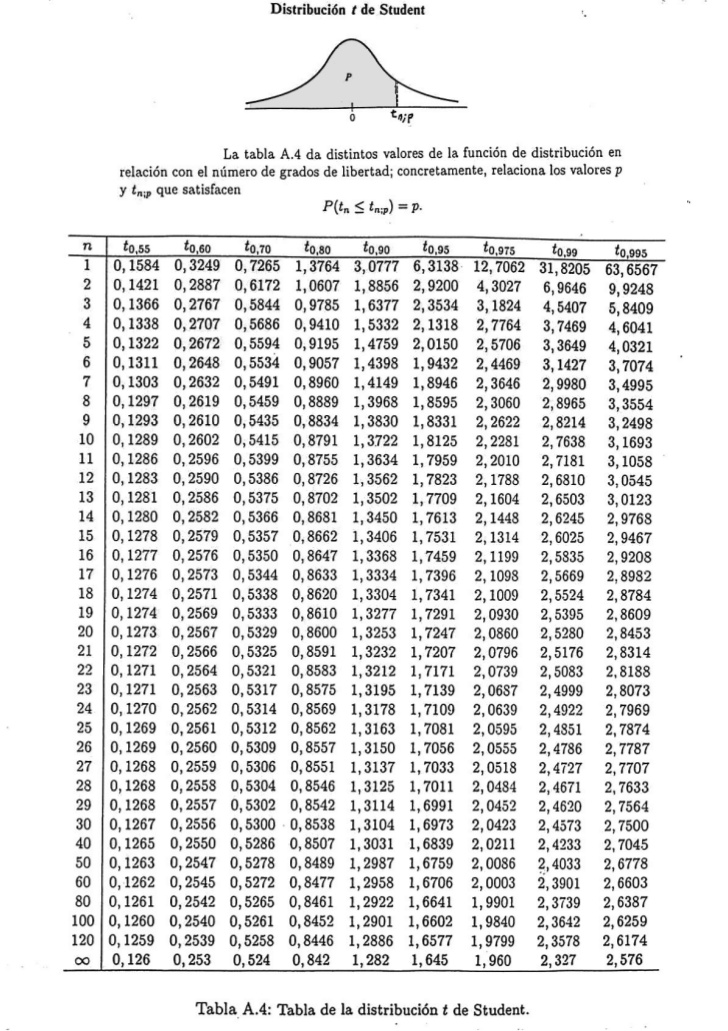 Distribución t de Student
P
0
t n;p
La tabla A.4 da distintos valores de la función de distribución en
relación con el número de grados de libertad; concretamente, relaciona los valores p
y tn;p que satisfacen
P(tn ≤ tn;p) = p.
n t0,55 t0,60 t0,70 t0,80 t0,90 t0,95 t0,975 t0,99 t0,995
1 0,1584 0,3249 0,7265 1,3764 3,0777 6,3138 12,7062 31,8205 63,6567
2 0,1421 0,2887 0,6172 1,0607 1,8856 2,9200 4,3027 6,9646 9,9248
3 0,1366 0,2767 0,5844 0,9785 1,6377 2,3534 3,1824 4,5407 5,8409
4 0,1338 0,2707 0,5686 0,9410 1,5332 2,1318 2,7764 3,7469 4,6041
5 0,1322 0,2672 0,5594 0,9195 1,4759 2,0150 2,5706 3,3649 4,0321
6 0,1311 0,2648 0,5534 0,9057 1,4398 1,9432 2,4469 3,1427 3,7074
7 0,1303 0,2632 0,5491 0,8960 1,4149 1,8946 2,3646 2,9980 3,4995
8 0,1297 0,2619 0,5459 0,8889 1,3968 1,8595 2,3060 2,8965 3,3554
9 0,1293 0,2610 0,5435 0,8834 1,3830 1,8331 2,2622 2,8214 3,2498
10 0,1289 0,2602 0,5415 0,8791 1,3722 1,8125 2,2281 2,7638 3,1693
11 0,1286 0,2596 0,5399 0,8755 1,3634 1,7959 2,2010 2,7181 3,1058
12 0,1283 0,2590 0,5386 0,8726 1,3562 1,7823 2,1788 2,6810 3,0545
13 0,1281 0,2586 0,5375 0,8702 1,3502 1,7709 2,1604 2,6503 3,0123
14 0,1280 0,2582 0,5366 0,8681 1,3450 1,7613 2,1448 2,6245 2,9768
15 0,1278 0,2579 0,5357 0,8662 1,3406 1,7531 2,1314 2,6025 2,9467
16 0,1277 0,2576 0,5350 0,8647 1,3368 1,7459 2,1199 2,5835 2,9208
17 0,1276 0,2573 0,5344 0,8633 1,3334 1,7396 2,1098 2,5669 2,8982
18 0,1274 0,2571 0,5338 0,8620 1,3304 1,7341 2,1009 2,5524 2,8784
19 0,1274 0,2569 0,5333 0,8610 1,3277 1,7291 2,0930 2,5395 2,8609
20 0,1273 0,2567 0,5329 0,8600 1,3253 1,7247 2,0860 2,5280 2,8453
21 0,1272 0,2566 0,5325 0,8591 1,3232 1,7207 2,0796 2,5176 2,8314
22 0,1271 0,2564 0,5321 0,8583 1,3212 1,7171 2,0739 2,5083 2,8188
23 0,1271 0,2563 0,5317 0,8575 1,3195 1,7139 2,0687 2,4999 2,8073
24 0,1270 0,2562 0,5314 0,8569 1,3178 1,7109 2,0639 2,4922 2,7969
25 0,1269 0,2561 0,5312 0,8562 1,3163 1,7081 2,0595 2,4851 2,7874
26 0,1269 0,2560 0,5309 0,8557 1,3150 1,7056 2,0555 2,4786 2,7787
27 0,1268 0,2559 0,5306 0,8551 1,3137 1,7033 2,0518 2,4727 2,7707
28 0,1268 0,2558 0,5304 0,8546 1,3125 1,7011 2,0484 2,4671 2,7633
29 0,1268 0,2557 0,5302 0,8542 1,3114 1,6991 2,0452 2,4620 2,7564
30 0,1267 0,2556 0,5300 0,8538 1,3104 1,6973 2,0423 2,4573 2,7500
40 0,1265 0,2550 0,5286 0,8507 1,3031 1,6839 2,0211 2,4233 2,7045
50 0,1263 0,2547 0,5278 0,8489 1,2987 1,6759 2,0086 2,4033 2,6778
60 0,1262 0,2545 0,5272 0,8477 1,2958 1,6706 2,0003 2,3901 2,6603
80 0,1261 0,2542 0,5265 0,8461 1,2922 1,6641 1,9901 2,3739 2,6387
100 0,1260 0,2540 0,5261 0,8452 1,2901 1,6602 1,9840 2,3642 2,6259
120 0,1259 0,2539 0,5258 0,8446 1,2886 1,6577 1,9799 2,3578 2,6174
∞ 0,126 0,253 0,524 0,842 1,282 1,645 1,960 2,327 2,576
Tabla A.4: Tabla de la distribución t de Student.